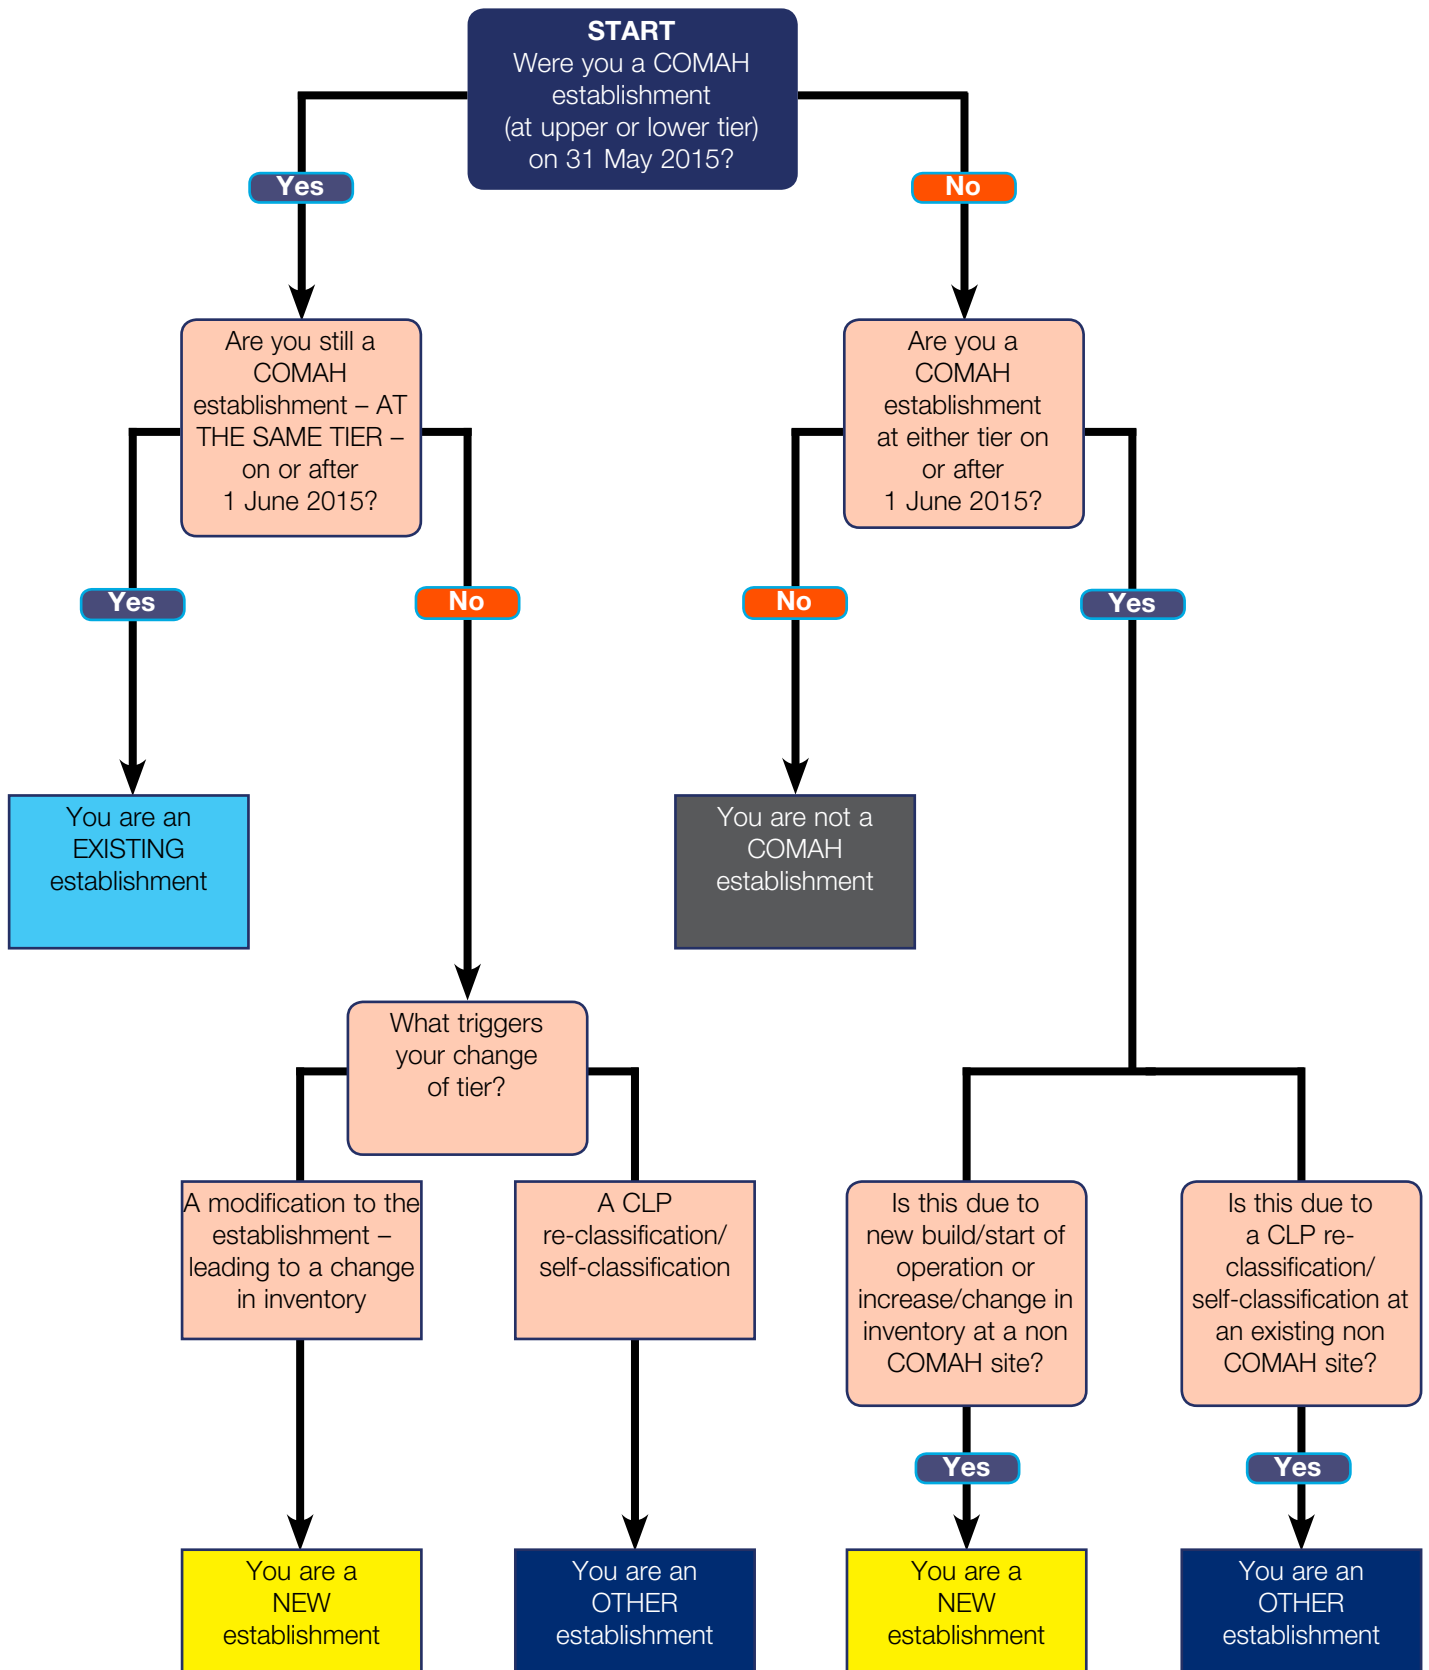 START
Were you a COMAH
establishment
(at upper or lower tier)
on 31 May 2015?
Yes
No
Are you still a
COMAH
establishment – AT
THE SAME TIER –
on or after
1 June 2015?
Are you a
COMAH
establishment
at either tier on
or after
1 June 2015?
Yes
No
No
Yes
You are an
EXISTING
establishment
You are not a
COMAH
establishment
What triggers
your change
of tier?
A modification to the
establishment –
leading to a change
in inventory
A CLP
re-classification/
self-classification
Is this due to
new build/start of
operation or
increase/change in
inventory at a non
COMAH site?
Is this due to
a CLP re-
classification/
self-classification at
an existing non
COMAH site?
Yes
Yes
You are a
NEW
establishment
You are an
OTHER
establishment
You are a
NEW
establishment
You are an
OTHER
establishment